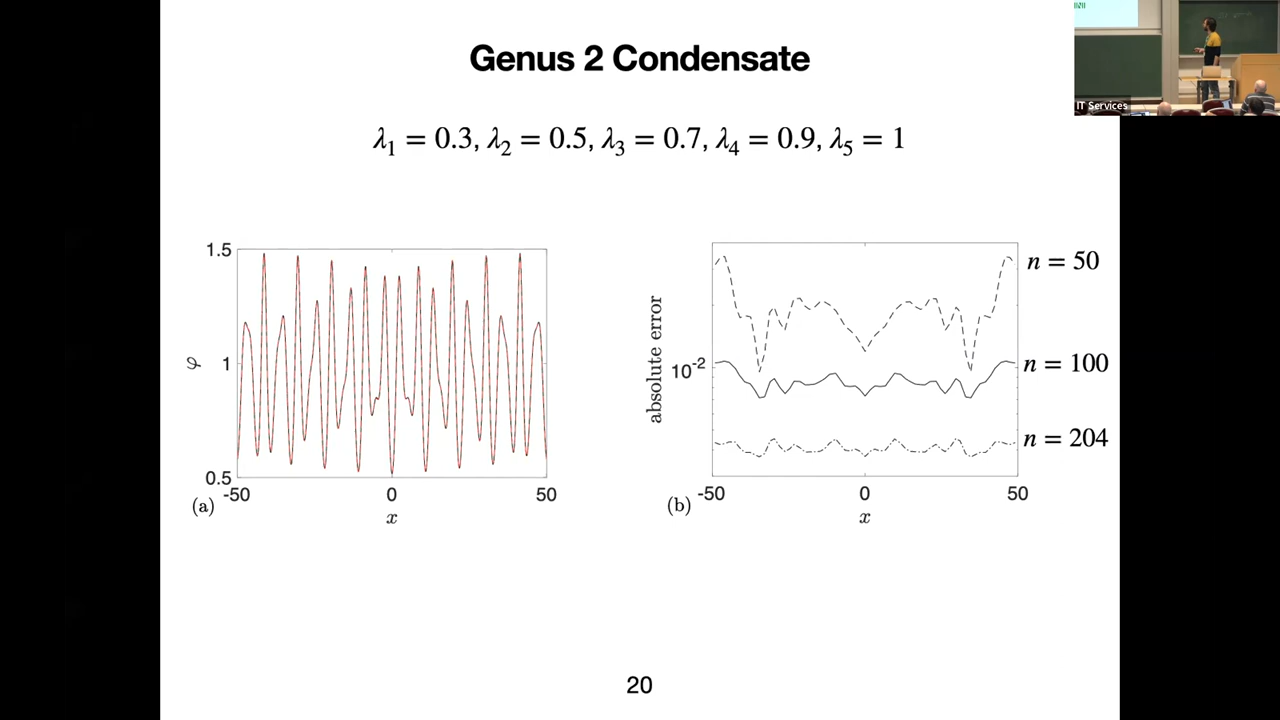 Genus 2 Condensate
λ₁ = 0.3, λ₂ = 0.5, λ₃ = 0.7, λ₄ = 0.9, λ₅ = 1
1.5
φ
1
0.5
-50
0
50
(a)
x
n = 50
absolute error
10⁻²
n = 100
n = 204
-50
0
50
(b)
x
20
IT Services